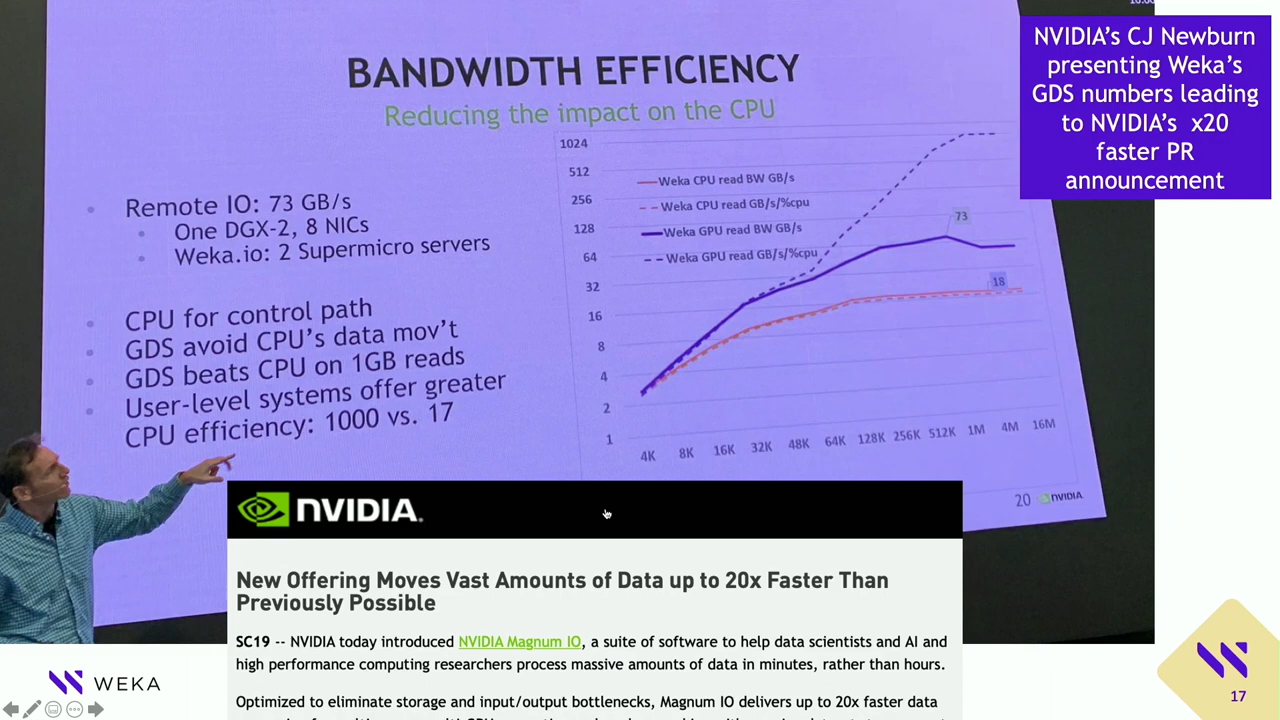 NVIDIA's CJ Newburn
presenting Weka's
GDS numbers leading
to NVIDIA's x20
faster PR
announcement
BANDWIDTH EFFICIENCY
Reducing the impact on the CPU
Remote IO: 73 GB/s
One DGX-2, 8 NICs
Weka.io: 2 Supermicro servers
CPU for control path
GDS avoid CPU's data mov't
GDS beats CPU on 1GB reads
User-level systems offer greater
CPU efficiency: 1000 vs. 17
1024
512
256
128
64
32
16
8
4
2
1
Weka CPU read BW GB/s
Weka CPU read GB/s/%cpu
Weka GPU read BW GB/s
Weka GPU read GB/s/%cpu
73
18
4K 8K 16K 32K 48K 64K 128K 256K 512K 1M 4M 16M
20 NVIDIA
NVIDIA.
New Offering Moves Vast Amounts of Data up to 20x Faster Than
Previously Possible
SC19 -- NVIDIA today introduced NVIDIA Magnum IO, a suite of software to help data scientists and AI and
high performance computing researchers process massive amounts of data in minutes, rather than hours.
Optimized to eliminate storage and input/output bottlenecks, Magnum IO delivers up to 20x faster data
WEKA
17